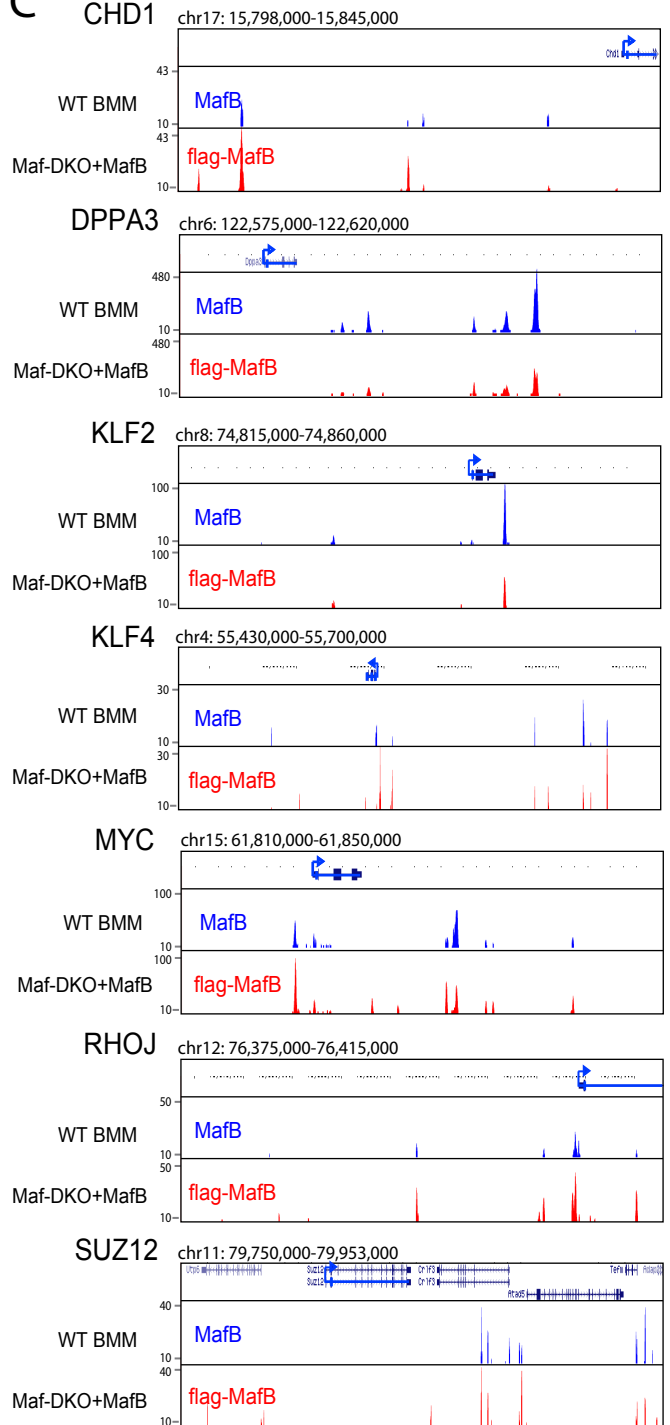 C
CHD1 chr17: 15,798,000-15,845,000
Chd1
43
WT BMM MafB
10
43
Maf-DKO+MafB flag-MafB
10
DPPA3 chr6: 122,575,000-122,620,000
Dppa3
480
WT BMM MafB
10
480
Maf-DKO+MafB flag-MafB
10
KLF2 chr8: 74,815,000-74,860,000
100
WT BMM MafB
10
100
Maf-DKO+MafB flag-MafB
10
KLF4 chr4: 55,430,000-55,700,000
30
WT BMM MafB
10
30
Maf-DKO+MafB flag-MafB
10
MYC chr15: 61,810,000-61,850,000
100
WT BMM MafB
10
100
Maf-DKO+MafB flag-MafB
10
RHOJ chr12: 76,375,000-76,415,000
50
WT BMM MafB
10
50
Maf-DKO+MafB flag-MafB
10
SUZ12 chr11: 79,750,000-79,953,000
Utp6 Suz12 Crlf3 Tefm
Suz12 Crlf3
Atad5
40
WT BMM MafB
10
40
Maf-DKO+MafB flag-MafB
10